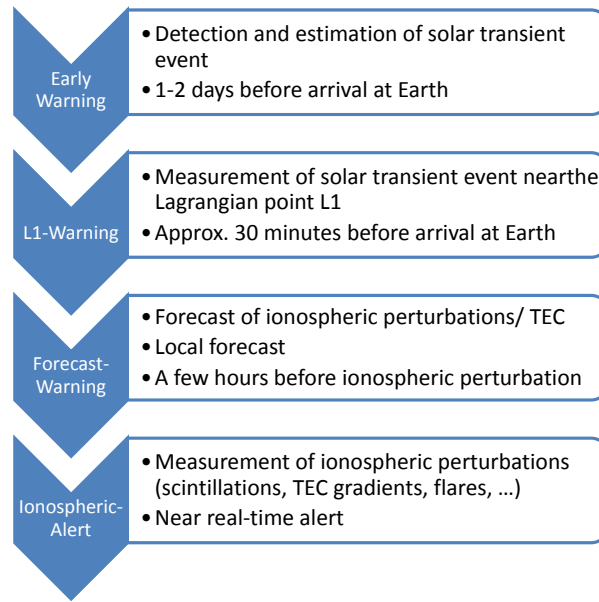 Early
Warning
• Detection and estimation of solar transient
event
• 1-2 days before arrival at Earth
L1-Warning
• Measurement of solar transient event nearthe
Lagrangian point L1
• Approx. 30 minutes before arrival at Earth
Forecast-
Warning
• Forecast of ionospheric perturbations/ TEC
• Local forecast
• A few hours before ionospheric perturbation
Ionospheric-
Alert
• Measurement of ionospheric perturbations
(scintillations, TEC gradients, flares, …)
• Near real-time alert